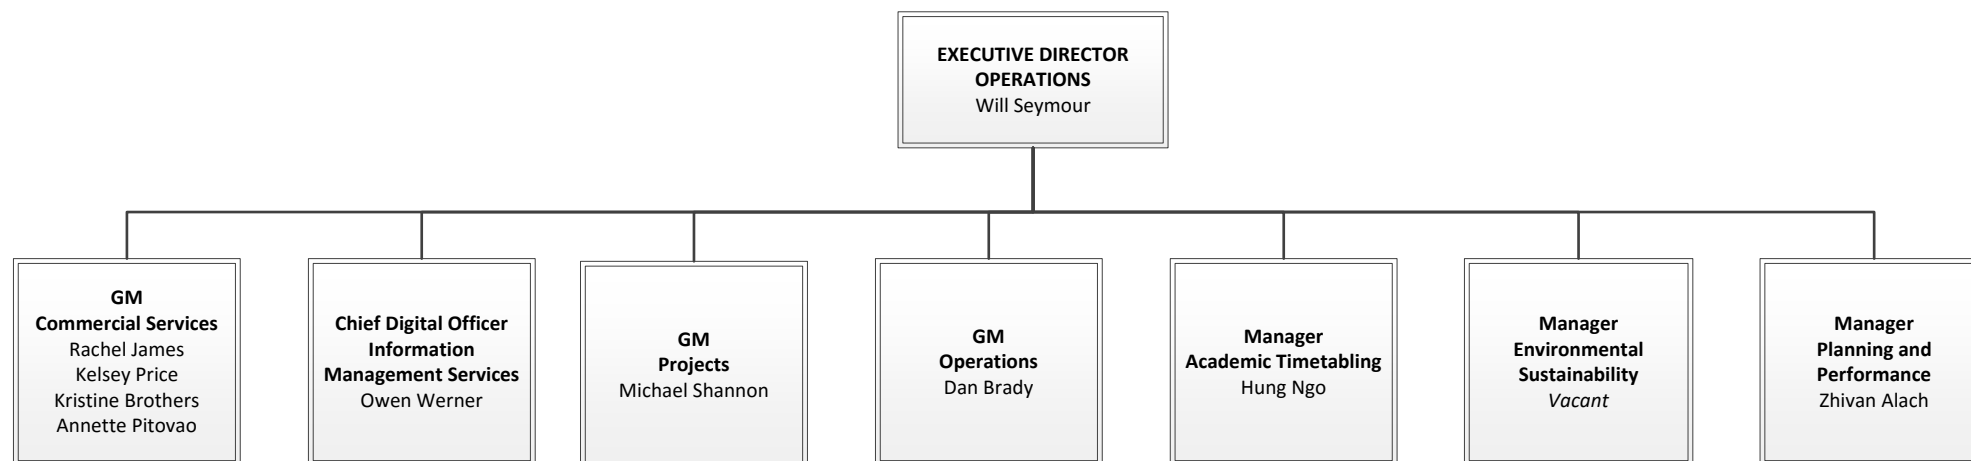 EXECUTIVE DIRECTOR
OPERATIONS
Will Seymour
GM
Commercial Services
Rachel James
Kelsey Price
Kristine Brothers
Annette Pitovao
Chief Digital Officer
Information
Management Services
Owen Werner
GM
Projects
Michael Shannon
GM
Operations
Dan Brady
Manager
Academic Timetabling
Hung Ngo
Manager
Environmental
Sustainability
Vacant
Manager
Planning and
Performance
Zhivan Alach